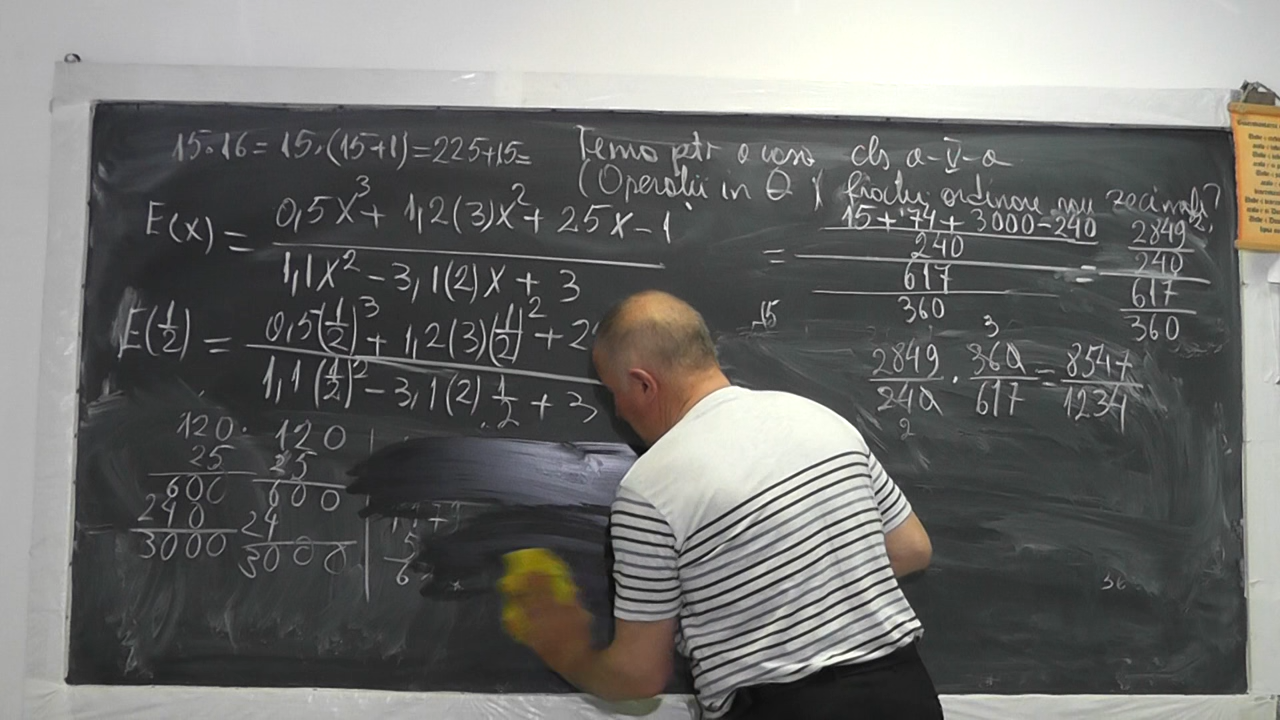 15·16 = 15·(15+1) = 225+15 =
Temă ptr acasă cls a-V-a
(Operații în Q / fracții ordinare sau zecimale?
E(x) = (0,5x³ + 1,2(3)x² + 25x − 1) / (1,1x² − 3,1(2)x + 3)
E(1/2) = (0,5(1/2)³ + 1,2(3)(1/2)² + 2 / 1,1(1/2)² − 3,1(2) 1/2 + 3
= ((15 + 74 + 3000 − 240) / 240) / (617 / 360) = (2849 / 240) / (617 / 360)
15
2849/240 · 360/617 = 8547/1234
3
2
120· 120
25 25
600 600
240 24
3000 3000